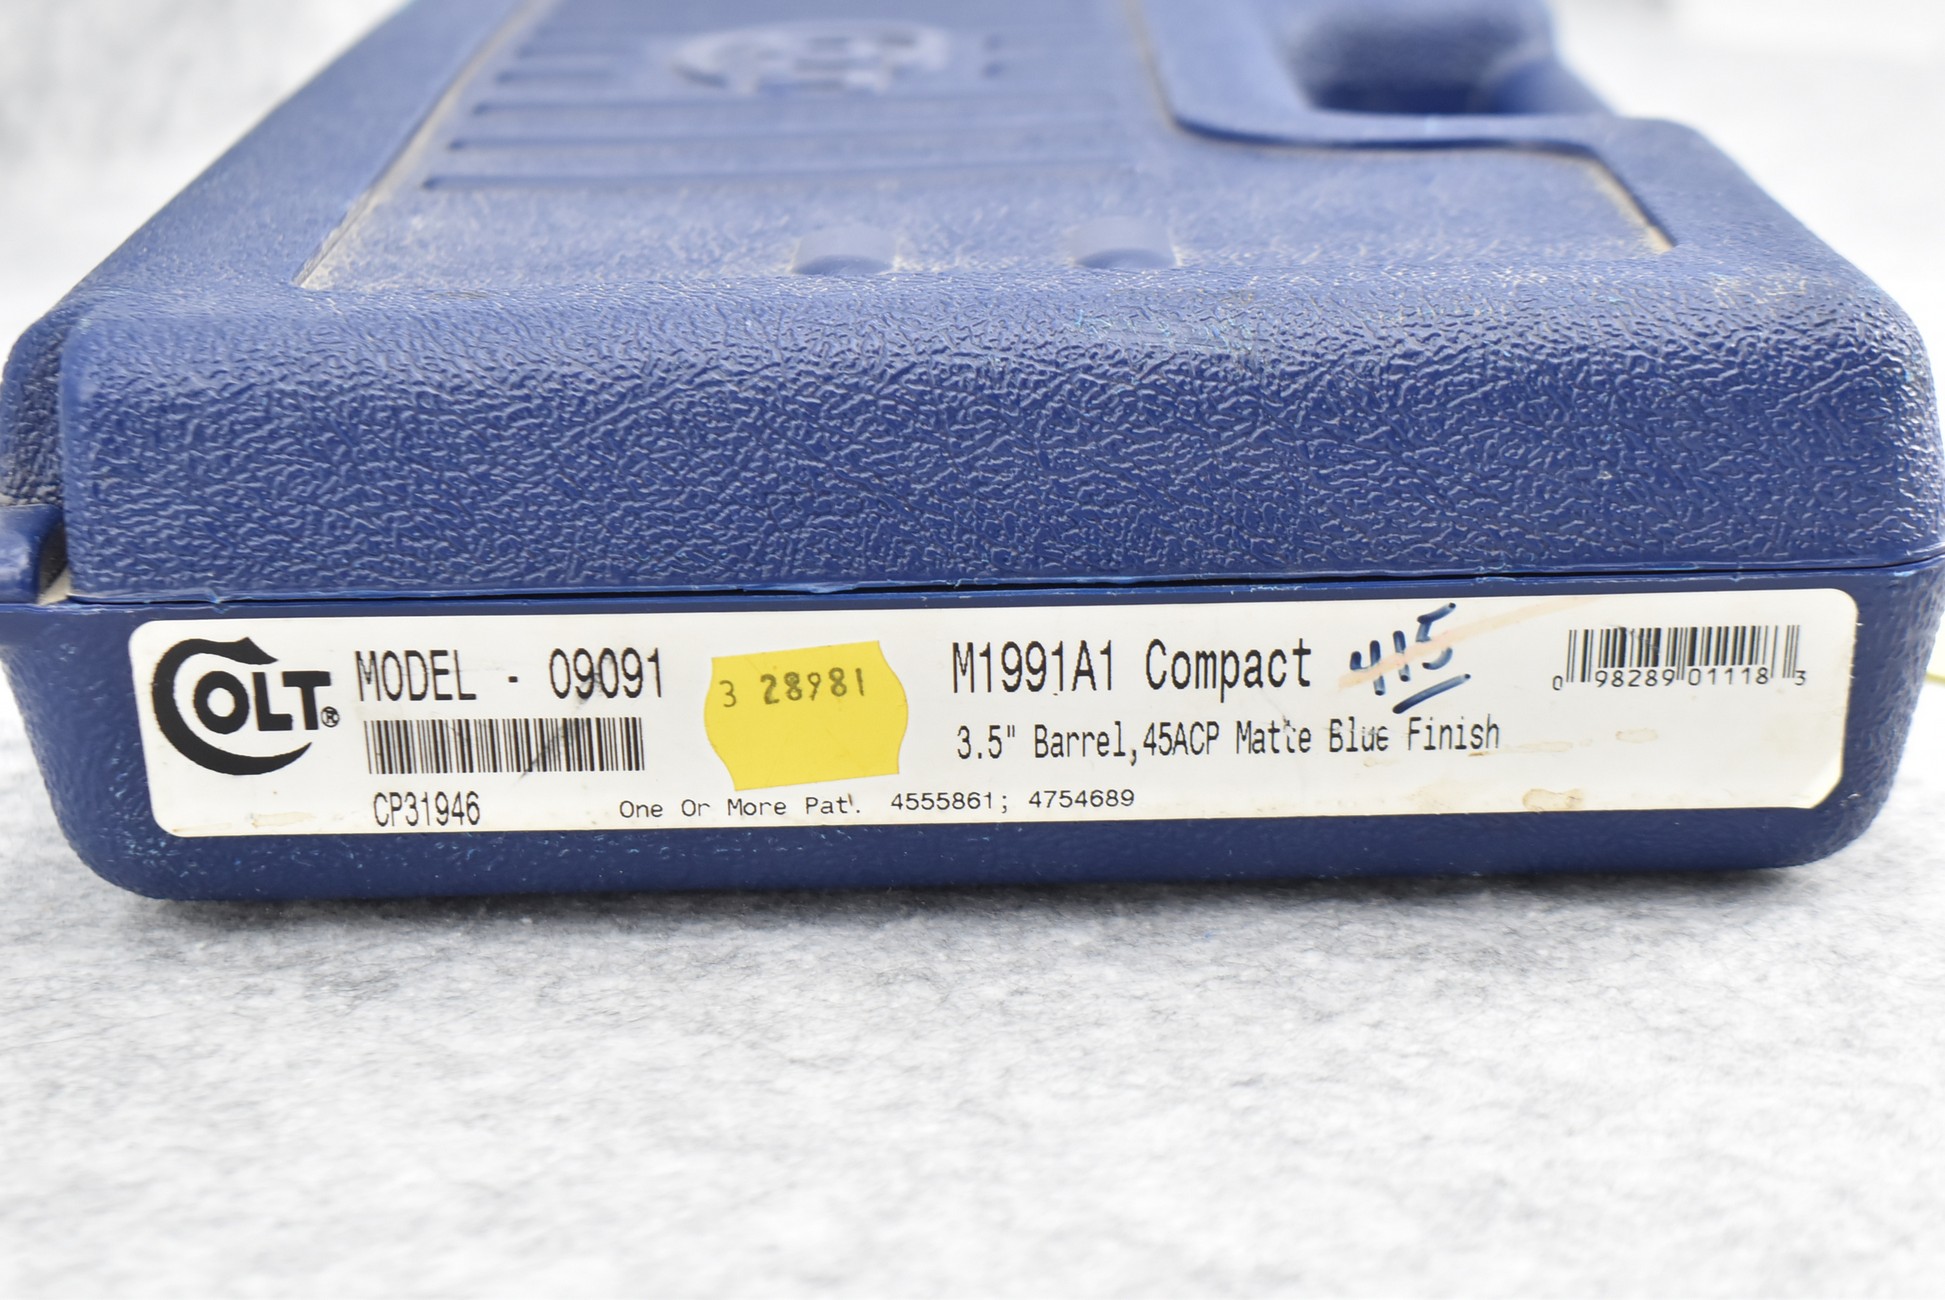 COLT®
MODEL - 09091
CP31946
3 28981
M1991A1 Compact
415
3.5" Barrel,45ACP Matte Blue Finish
One Or More Pat. 4555861; 4754689
0 98289 01118 3